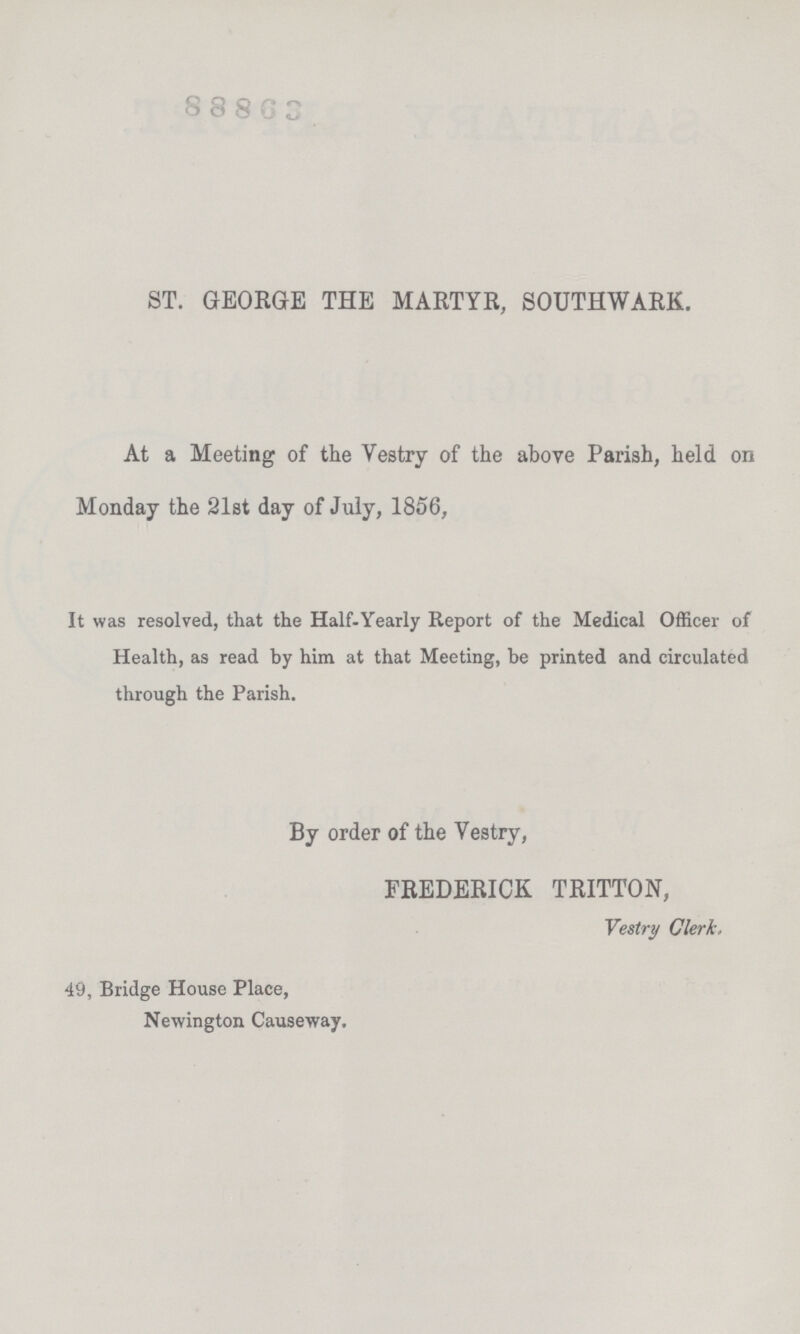 88863
ST. GEORGE THE MARTYR, SOUTHWARK.
At a Meeting of the Vestry of the above Parish, held on
Monday the 21st day of July, 1856,
It was resolved, that the Half-Yearly Report of the Medical Officer of
Health, as read by him at that Meeting, be printed and circulated
through the Parish.
By order of the Vestry,
FREDERICK TRITTON,
Vestry Clerk.
49, Bridge House Place,
Newington Causeway.